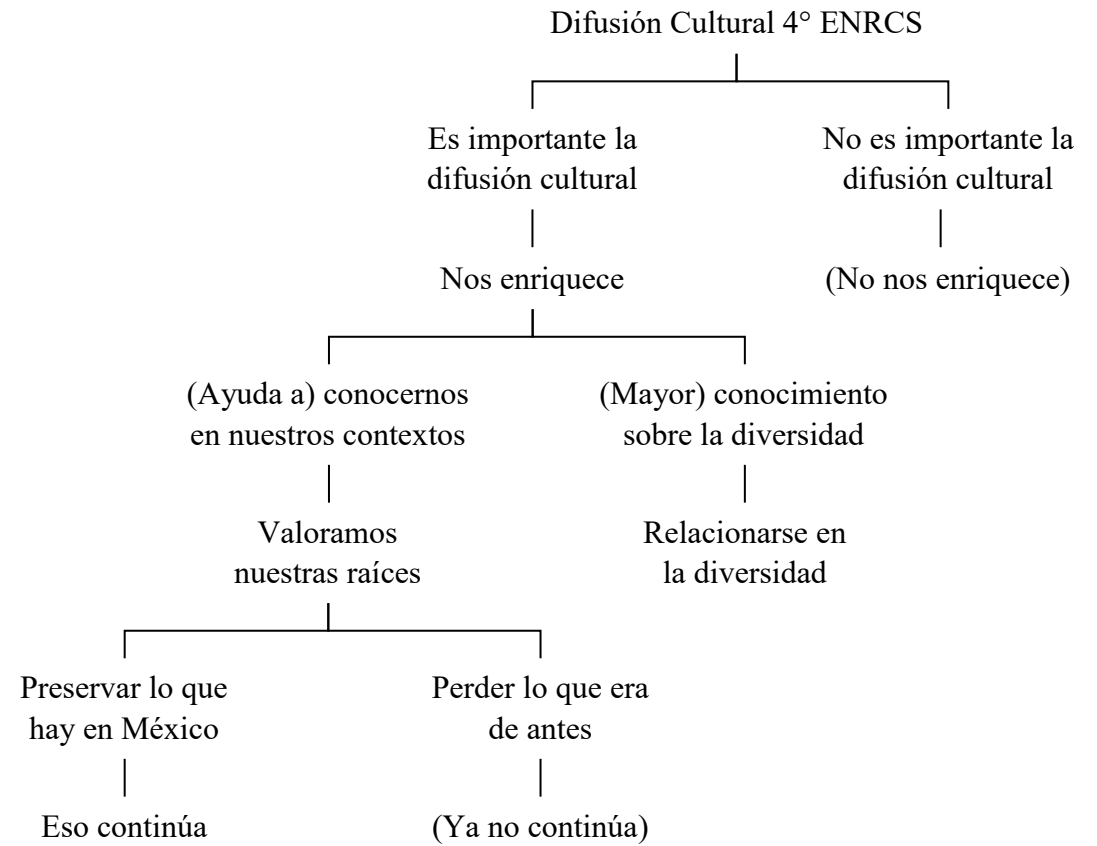 Difusión Cultural 4° ENRCS
Es importante la
difusión cultural
No es importante la
difusión cultural
Nos enriquece
(No nos enriquece)
(Ayuda a) conocernos
en nuestros contextos
(Mayor) conocimiento
sobre la diversidad
Valoramos
nuestras raíces
Relacionarse en
la diversidad
Preservar lo que
hay en México
Perder lo que era
de antes
Eso continúa
(Ya no continúa)